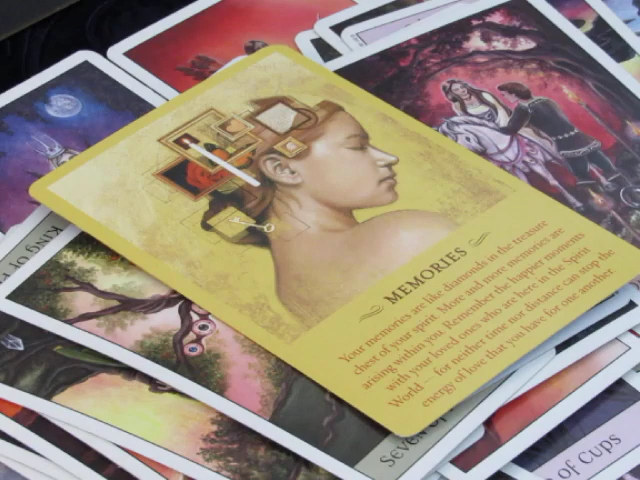 MEMORIES
Your memories are like diamonds in the treasure
chest of your spirit. More and more memories are
arising within you. Remember the happier moments
with your loved ones who are here in the Spirit
World — for neither time nor distance can stop the
energy of love that you have for one another.
KING OF
SEVEN OF
OF CUPS